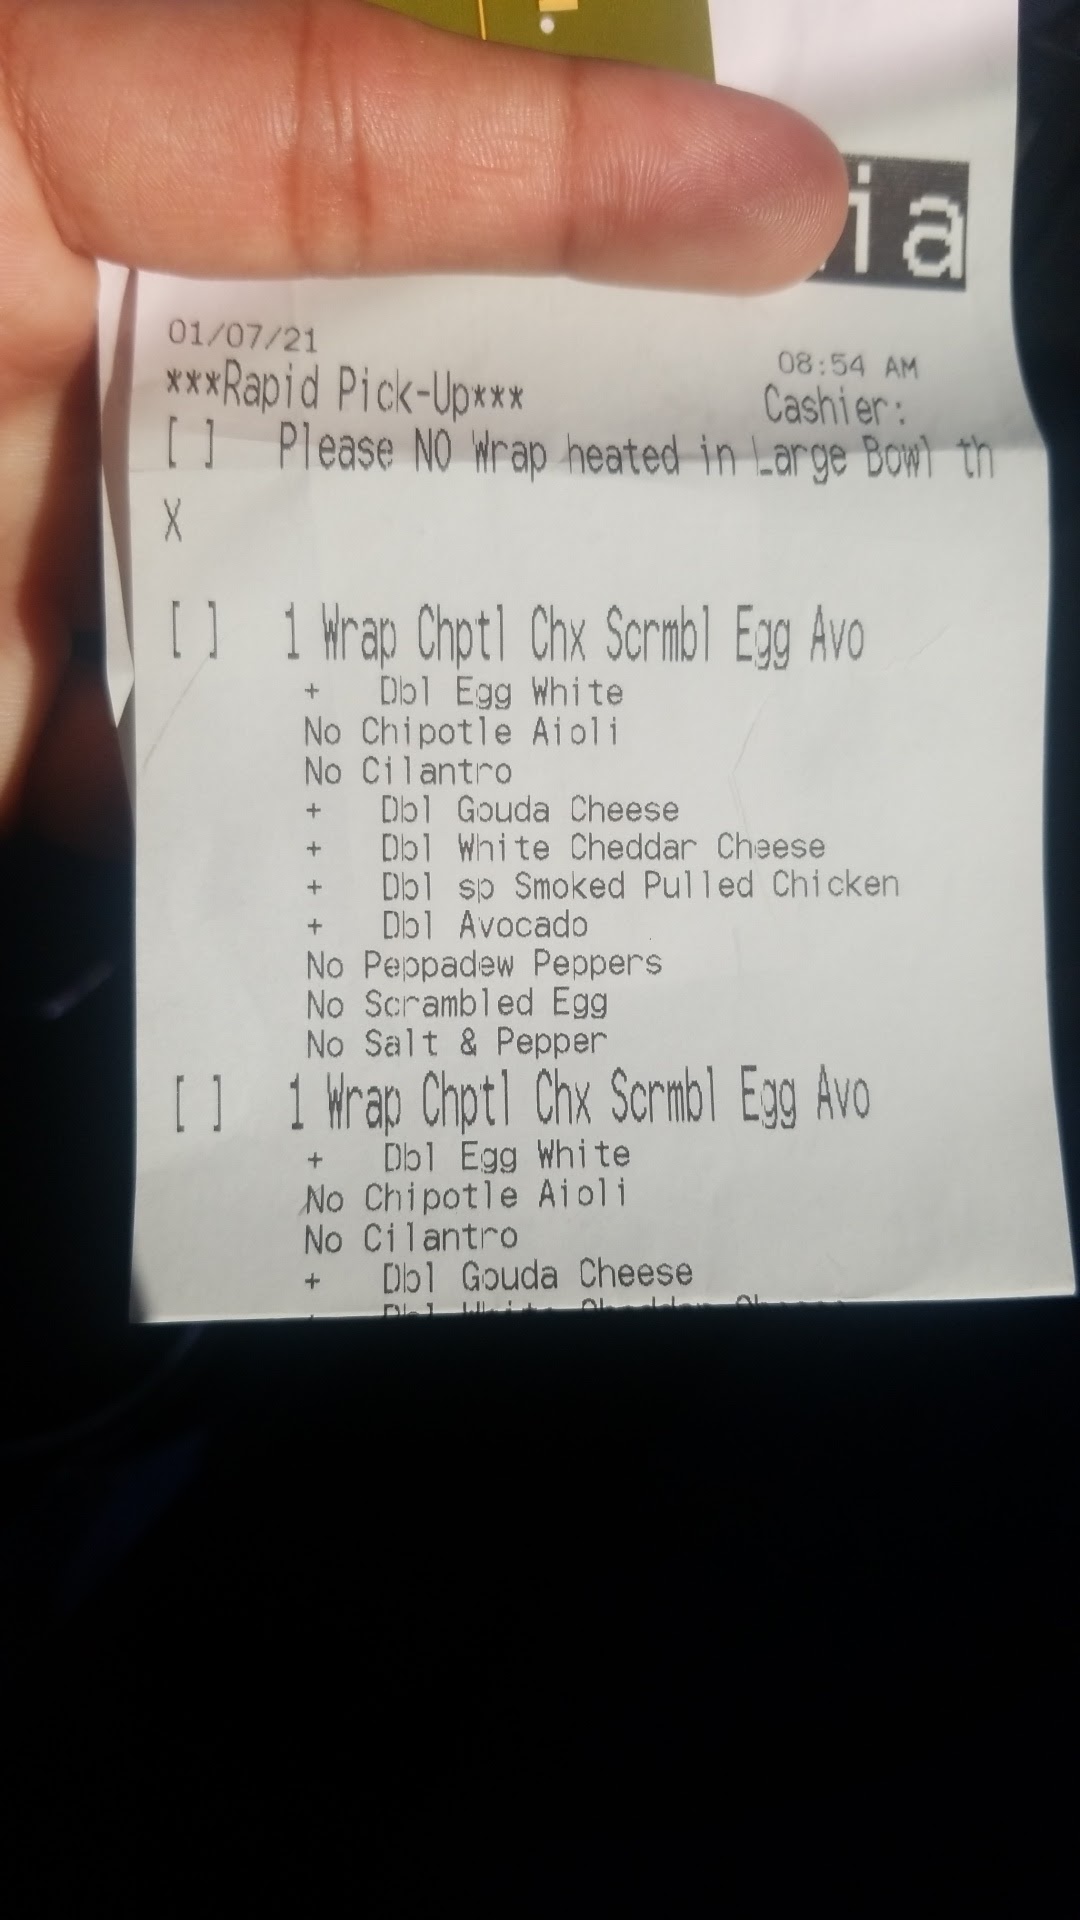 ia
01/07/21
08:54 AM
***Rapid Pick-Up***
Cashier:
[ ] Please NO Wrap heated in Large Bowl th
X
[ ] 1 Wrap Chptl Chx Scrmbl Egg Avo
+ Dbl Egg White
No Chipotle Aioli
No Cilantro
+ Dbl Gouda Cheese
+ Dbl White Cheddar Cheese
+ Dbl sp Smoked Pulled Chicken
+ Dbl Avocado
No Peppadew Peppers
No Scrambled Egg
No Salt & Pepper
[ ] 1 Wrap Chptl Chx Scrmbl Egg Avo
+ Dbl Egg White
No Chipotle Aioli
No Cilantro
+ Dbl Gouda Cheese